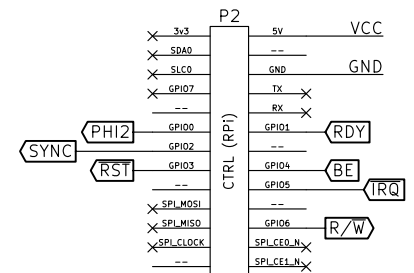 P2
3v3 5V VCC
SDA0 --
SLC0 GND GND
GPIO7 TX
-- RX
PHI2 GPIO0 GPIO1 RDY
SYNC GPIO2 --
RST GPIO3 GPIO4 BE
-- GPIO5 IRQ
SPI_MOSI --
SPI_MISO GPIO6 R/W
SPI_CLOCK SPI_CE0_N
-- SPI_CE1_N
CTRL (RPi)